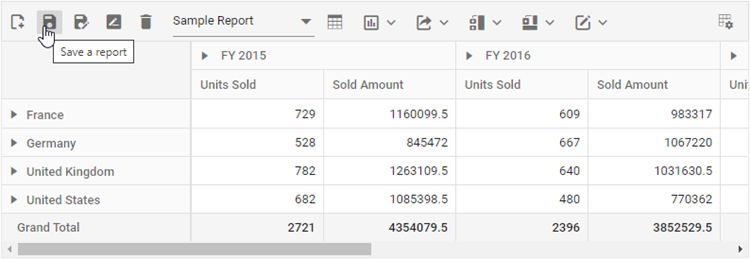 Sample Report
Save a report
FY 2015 FY 2016
Units Sold Sold Amount Units Sold Sold Amount
France 729 1160099.5 609 983317
Germany 528 845472 667 1067220
United Kingdom 782 1263109.5 640 1031630.5
United States 682 1085398.5 480 770362
Grand Total 2721 4354079.5 2396 3852529.5